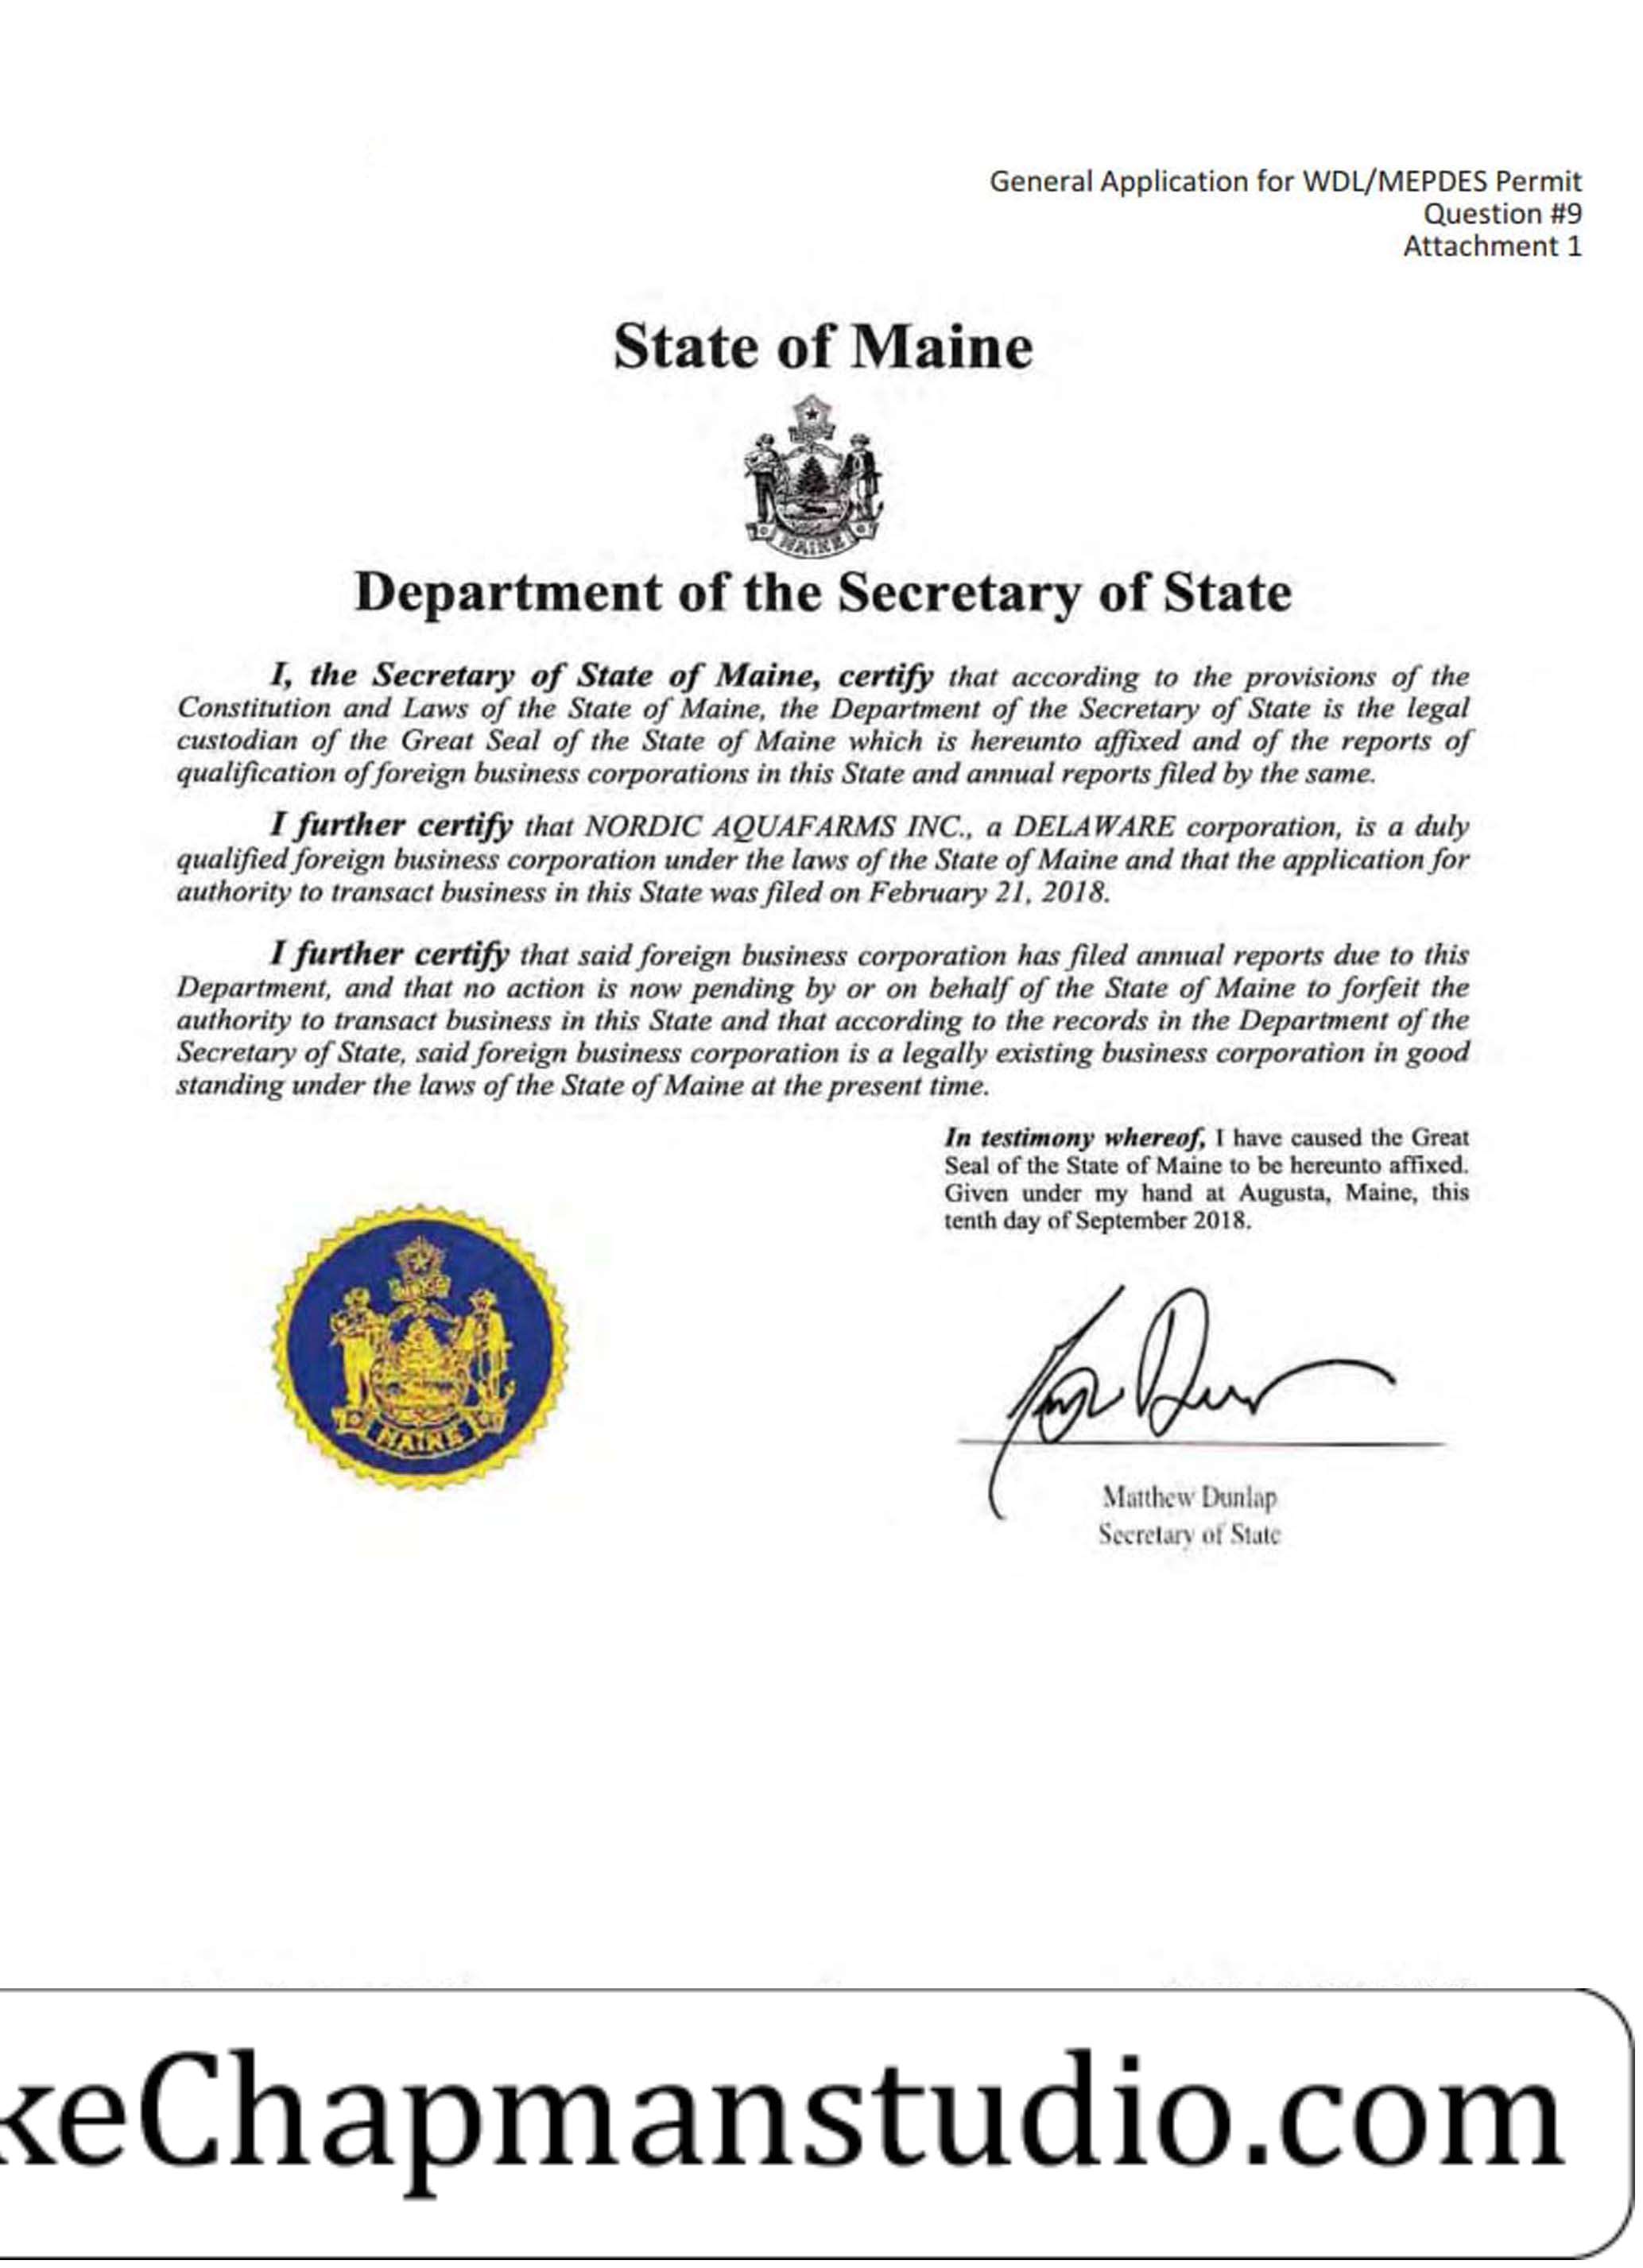 General Application for WDL/MEPDES Permit
Question #9
Attachment 1
State of Maine
MAINE
Department of the Secretary of State
I, the Secretary of State of Maine, certify that according to the provisions of the
Constitution and Laws of the State of Maine, the Department of the Secretary of State is the legal
custodian of the Great Seal of the State of Maine which is hereunto affixed and of the reports of
qualification of foreign business corporations in this State and annual reports filed by the same.
I further certify that NORDIC AQUAFARMS INC., a DELAWARE corporation, is a duly
qualified foreign business corporation under the laws of the State of Maine and that the application for
authority to transact business in this State was filed on February 21, 2018.
I further certify that said foreign business corporation has filed annual reports due to this
Department, and that no action is now pending by or on behalf of the State of Maine to forfeit the
authority to transact business in this State and that according to the records in the Department of the
Secretary of State, said foreign business corporation is a legally existing business corporation in good
standing under the laws of the State of Maine at the present time.
In testimony whereof, I have caused the Great
Seal of the State of Maine to be hereunto affixed.
Given under my hand at Augusta, Maine, this
tenth day of September 2018.
MAINE
Matthew Dunlap
Secretary of State
keChapmanstudio.com